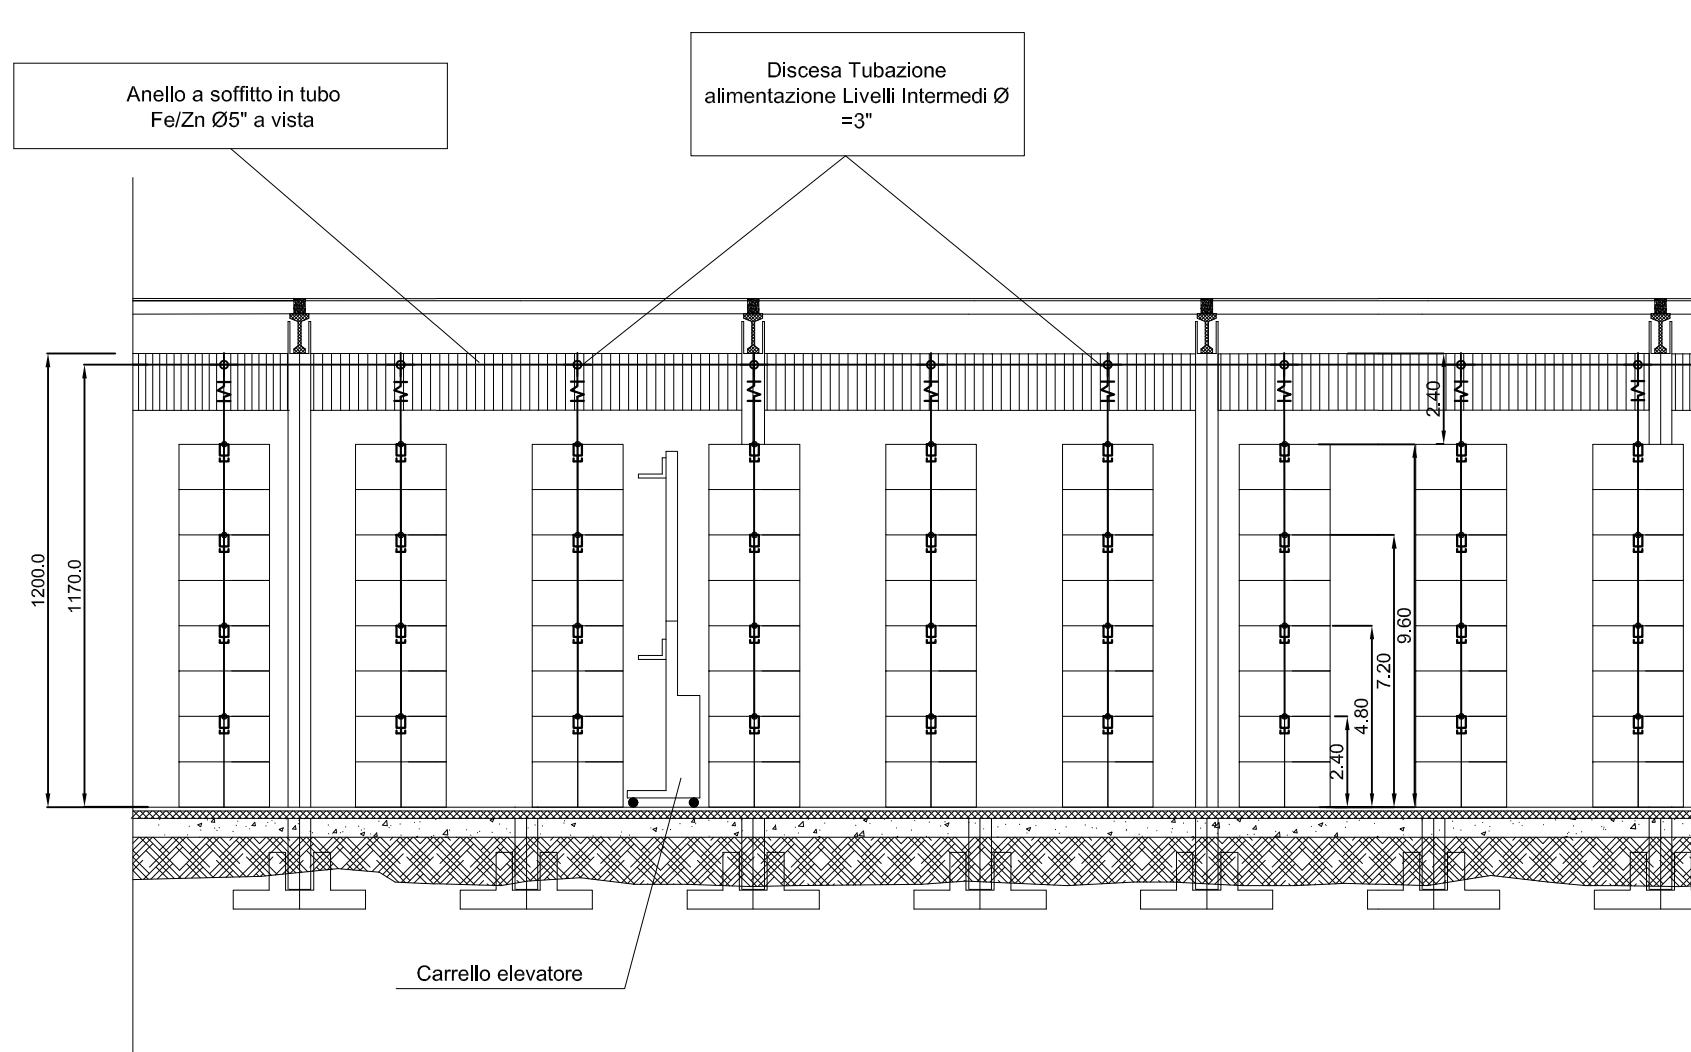 Discesa Tubazione
alimentazione Livelli Intermedi Ø
=3"
Anello a soffitto in tubo
Fe/Zn Ø5" a vista
2.40
1200.0
1170.0
9.60
7.20
4.80
2.40
Carrello elevatore